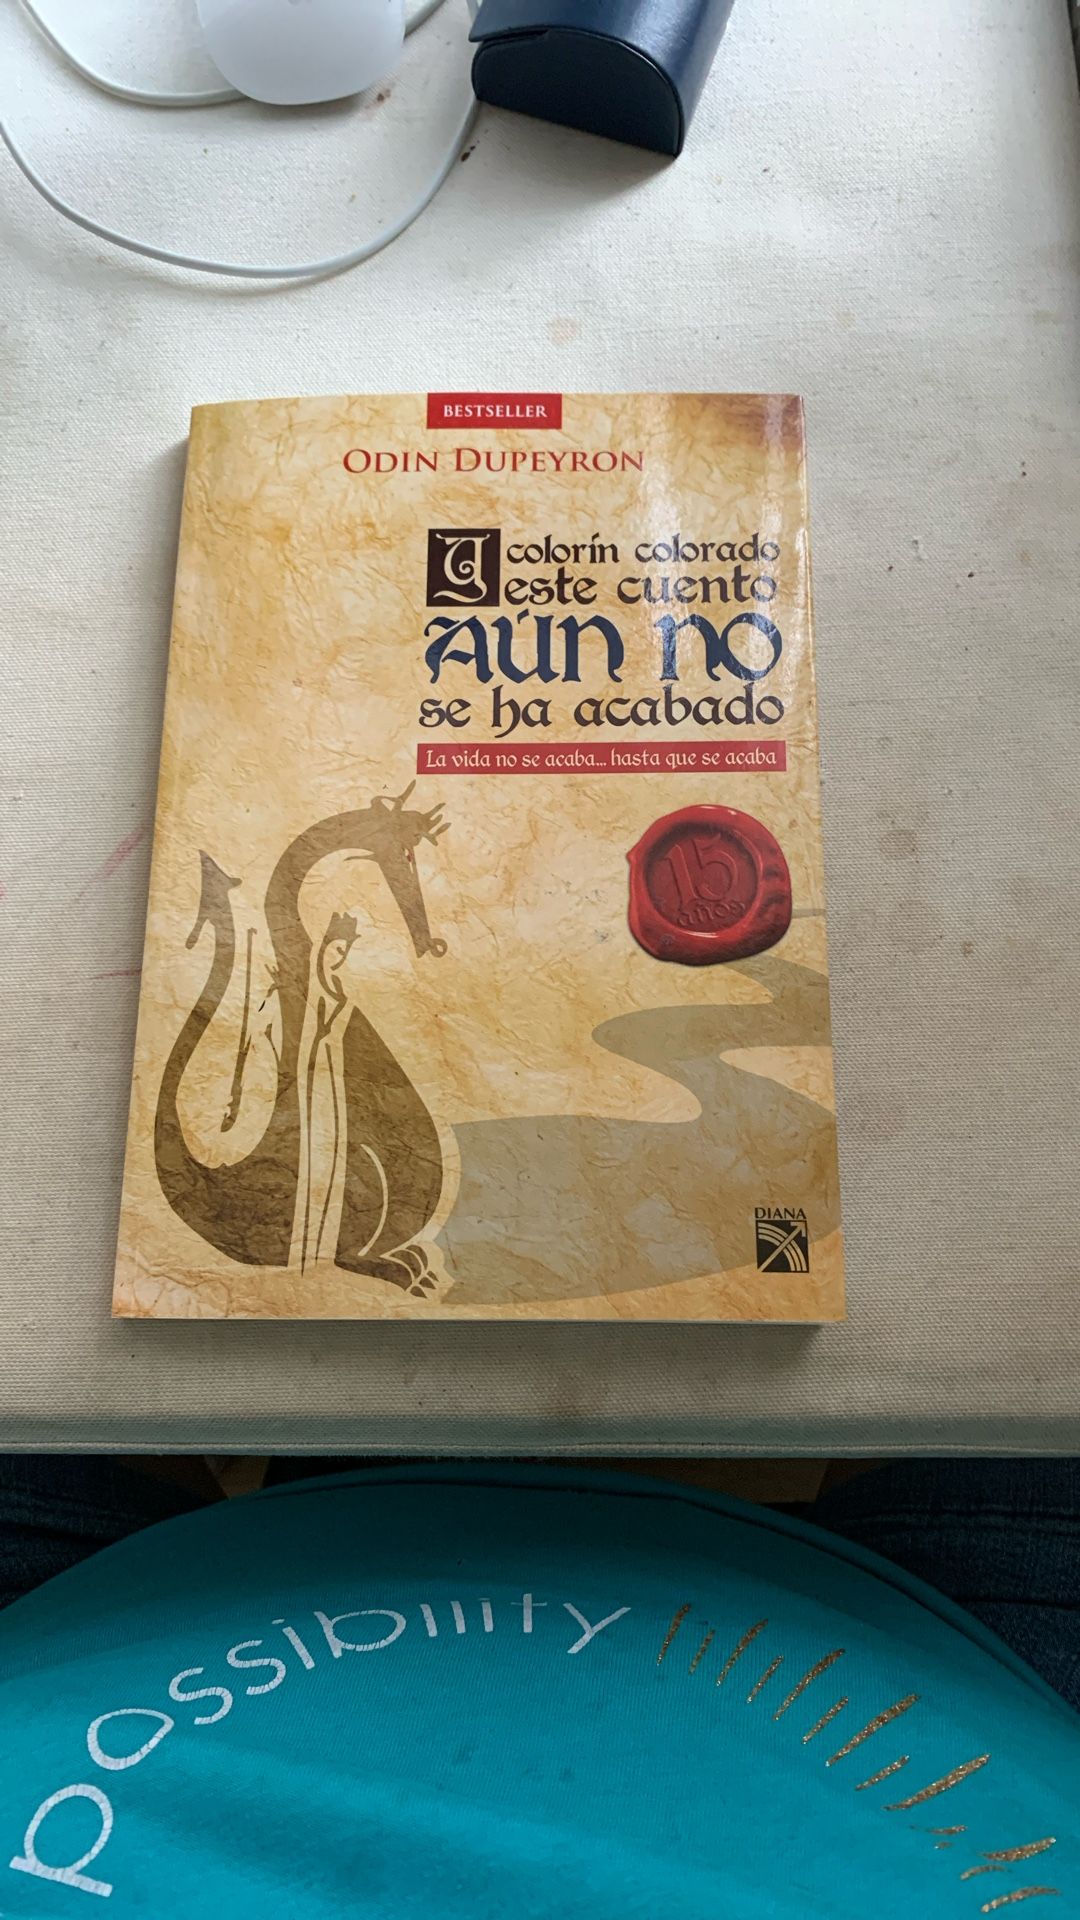 BESTSELLER
ODIN DUPEYRON
Y colorín colorado
este cuento
AÚN NO
se ha acabado
La vida no se acaba... hasta que se acaba
15
años
DIANA
possibility